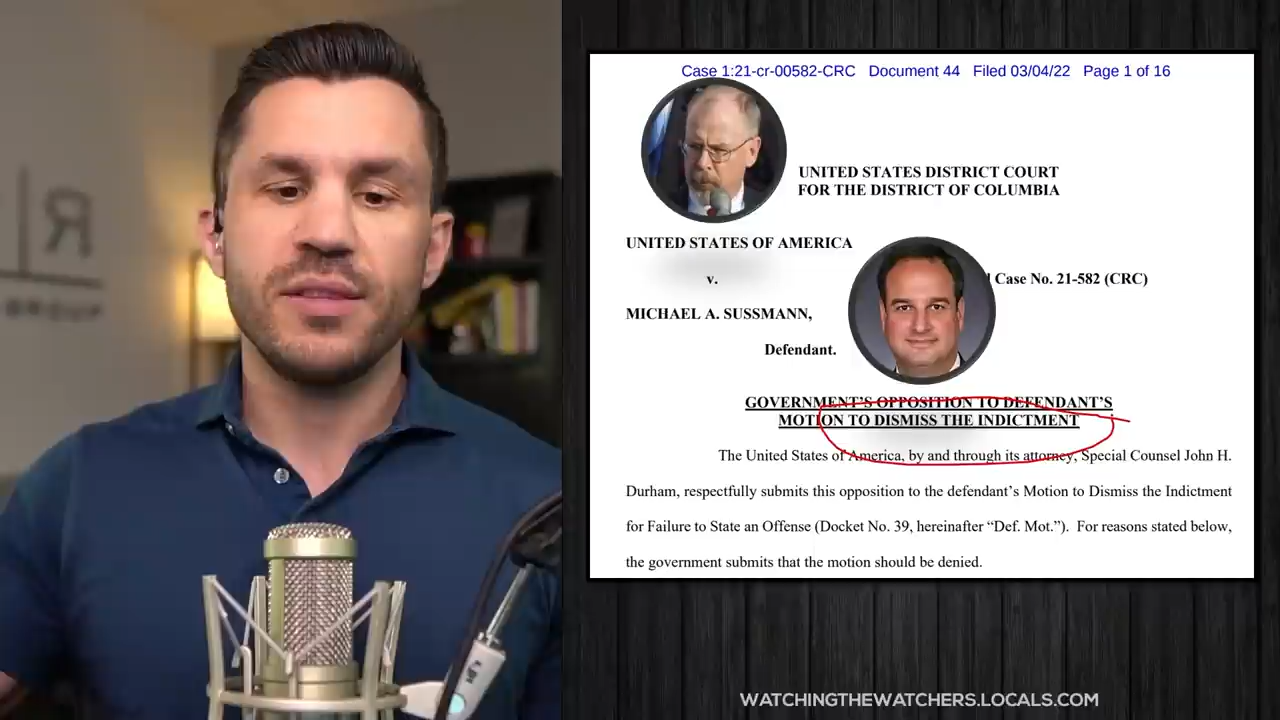 R
GROUP
Case 1:21-cr-00582-CRC Document 44 Filed 03/04/22 Page 1 of 16
UNITED STATES DISTRICT COURT
FOR THE DISTRICT OF COLUMBIA
UNITED STATES OF AMERICA
v.
Case No. 21-582 (CRC)
MICHAEL A. SUSSMANN,
Defendant.
GOVERNMENT’S OPPOSITION TO DEFENDANT’S
MOTION TO DISMISS THE INDICTMENT
The United States of America, by and through its attorney, Special Counsel John H.
Durham, respectfully submits this opposition to the defendant’s Motion to Dismiss the Indictment
for Failure to State an Offense (Docket No. 39, hereinafter “Def. Mot.”). For reasons stated below,
the government submits that the motion should be denied.
WATCHINGTHEWATCHERS.LOCALS.COM